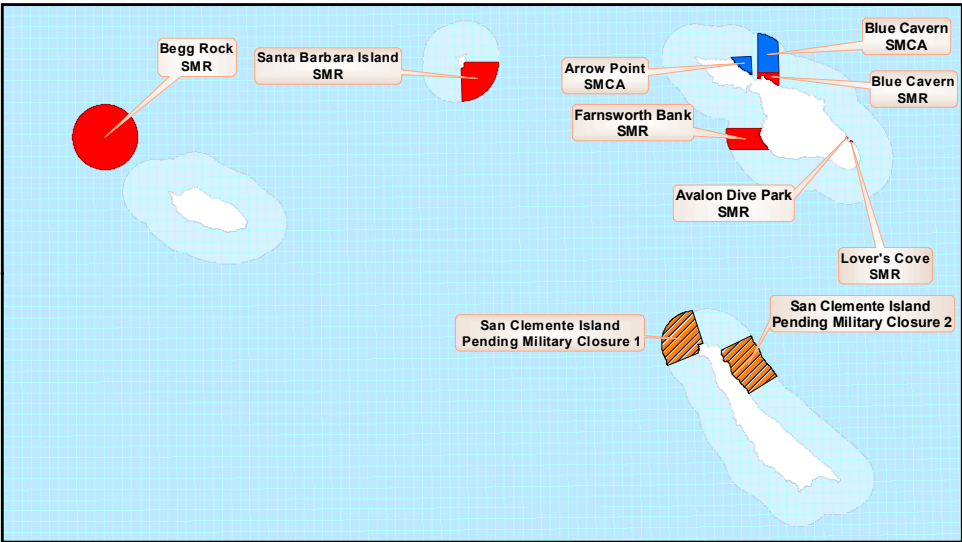 Begg Rock
SMR
Santa Barbara Island
SMR
Blue Cavern
SMCA
Arrow Point
SMCA
Blue Cavern
SMR
Farnsworth Bank
SMR
Avalon Dive Park
SMR
Lover's Cove
SMR
San Clemente Island
Pending Military Closure 1
San Clemente Island
Pending Military Closure 2